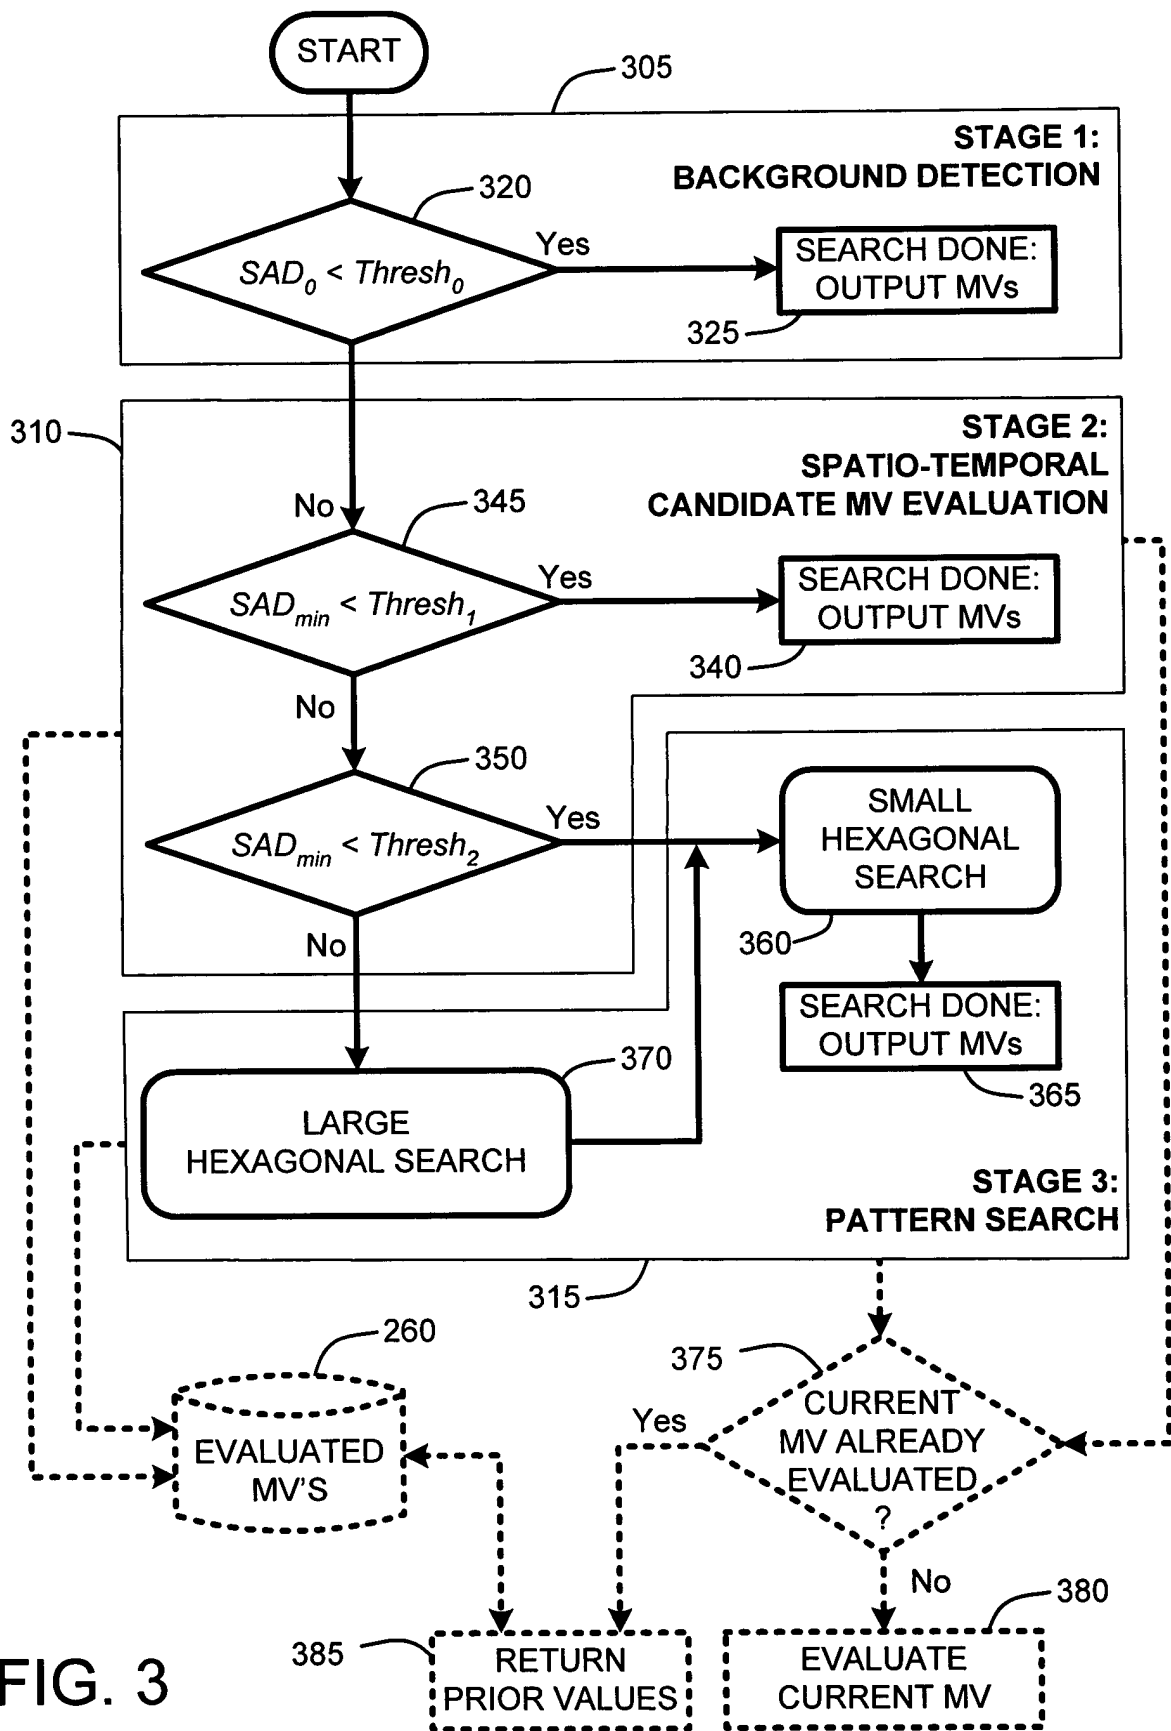 START
305
STAGE 1:
BACKGROUND DETECTION
320
SAD0 < Thresh0
Yes
SEARCH DONE:
OUTPUT MVs
325
310
STAGE 2:
SPATIO-TEMPORAL
CANDIDATE MV EVALUATION
No
345
SADmin < Thresh1
Yes
SEARCH DONE:
OUTPUT MVs
340
No
350
SADmin < Thresh2
Yes
SMALL
HEXAGONAL
SEARCH
360
No
SEARCH DONE:
OUTPUT MVs
365
370
LARGE
HEXAGONAL SEARCH
STAGE 3:
PATTERN SEARCH
315
260
EVALUATED
MV'S
375
CURRENT
MV ALREADY
EVALUATED
?
Yes
No
380
385
RETURN
PRIOR VALUES
EVALUATE
CURRENT MV
FIG. 3